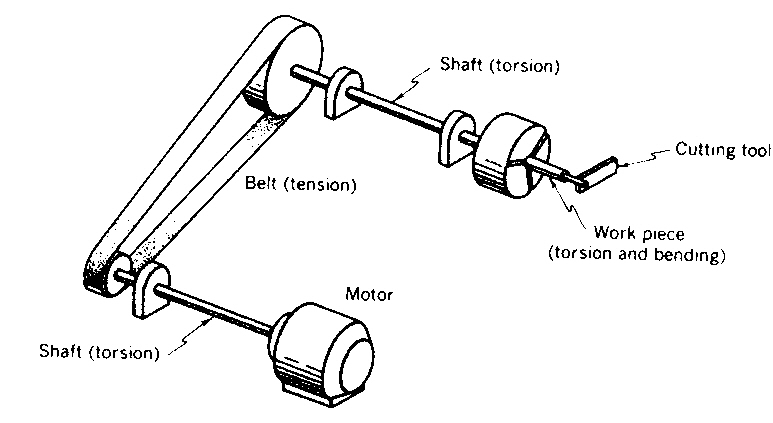 Shaft (torsion)
Cutting tool
Belt (tension)
Work piece
(torsion and bending)
Motor
Shaft (torsion)